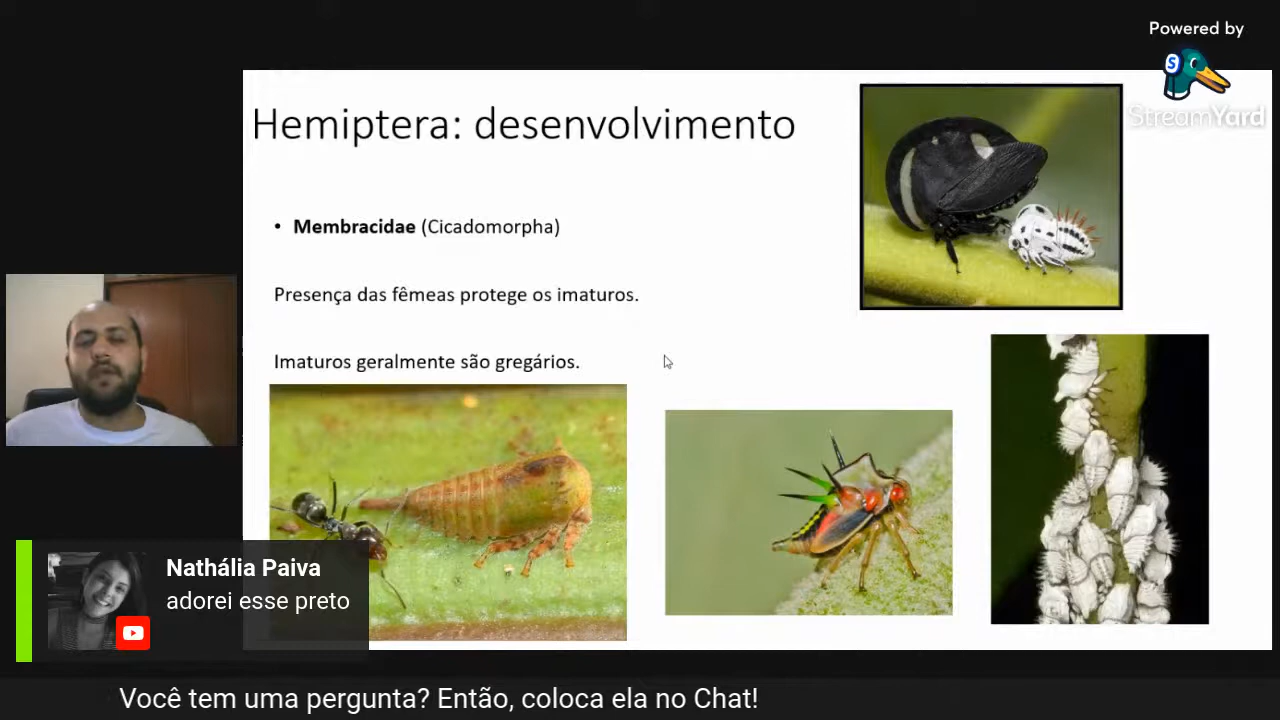 Powered by
StreamYard
Hemiptera: desenvolvimento
• Membracidae (Cicadomorpha)
Presença das fêmeas protege os imaturos.
Imaturos geralmente são gregários.
Nathália Paiva
adorei esse preto
Você tem uma pergunta? Então, coloca ela no Chat!